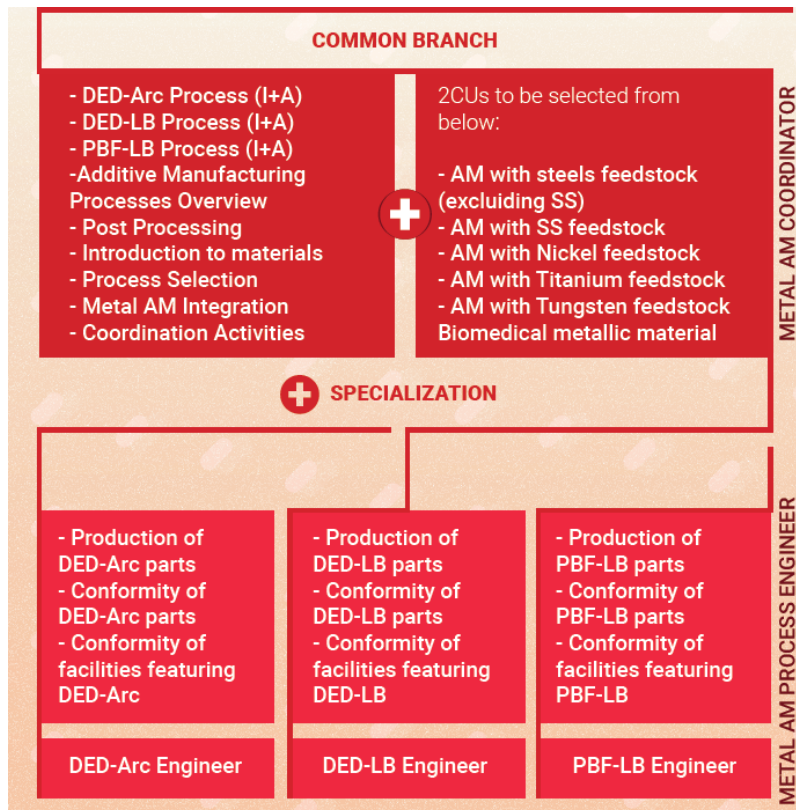 COMMON BRANCH
- DED-Arc Process (I+A)
- DED-LB Process (I+A)
- PBF-LB Process (I+A)
-Additive Manufacturing
Processes Overview
- Post Processing
- Introduction to materials
- Process Selection
- Metal AM Integration
- Coordination Activities
2CUs to be selected from
below:
- AM with steels feedstock
(excluiding SS)
- AM with SS feedstock
- AM with Nickel feedstock
- AM with Titanium feedstock
- AM with Tungsten feedstock
Biomedical metallic material
METAL AM COORDINATOR
SPECIALIZATION
- Production of
DED-Arc parts
- Conformity of
DED-Arc parts
- Conformity of
facilities featuring
DED-Arc
- Production of
DED-LB parts
- Conformity of
DED-LB parts
- Conformity of
facilities featuring
DED-LB
- Production of
PBF-LB parts
- Conformity of
PBF-LB parts
- Conformity of
facilities featuring
PBF-LB
DED-Arc Engineer
DED-LB Engineer
PBF-LB Engineer
METAL AM PROCESS ENGINEER